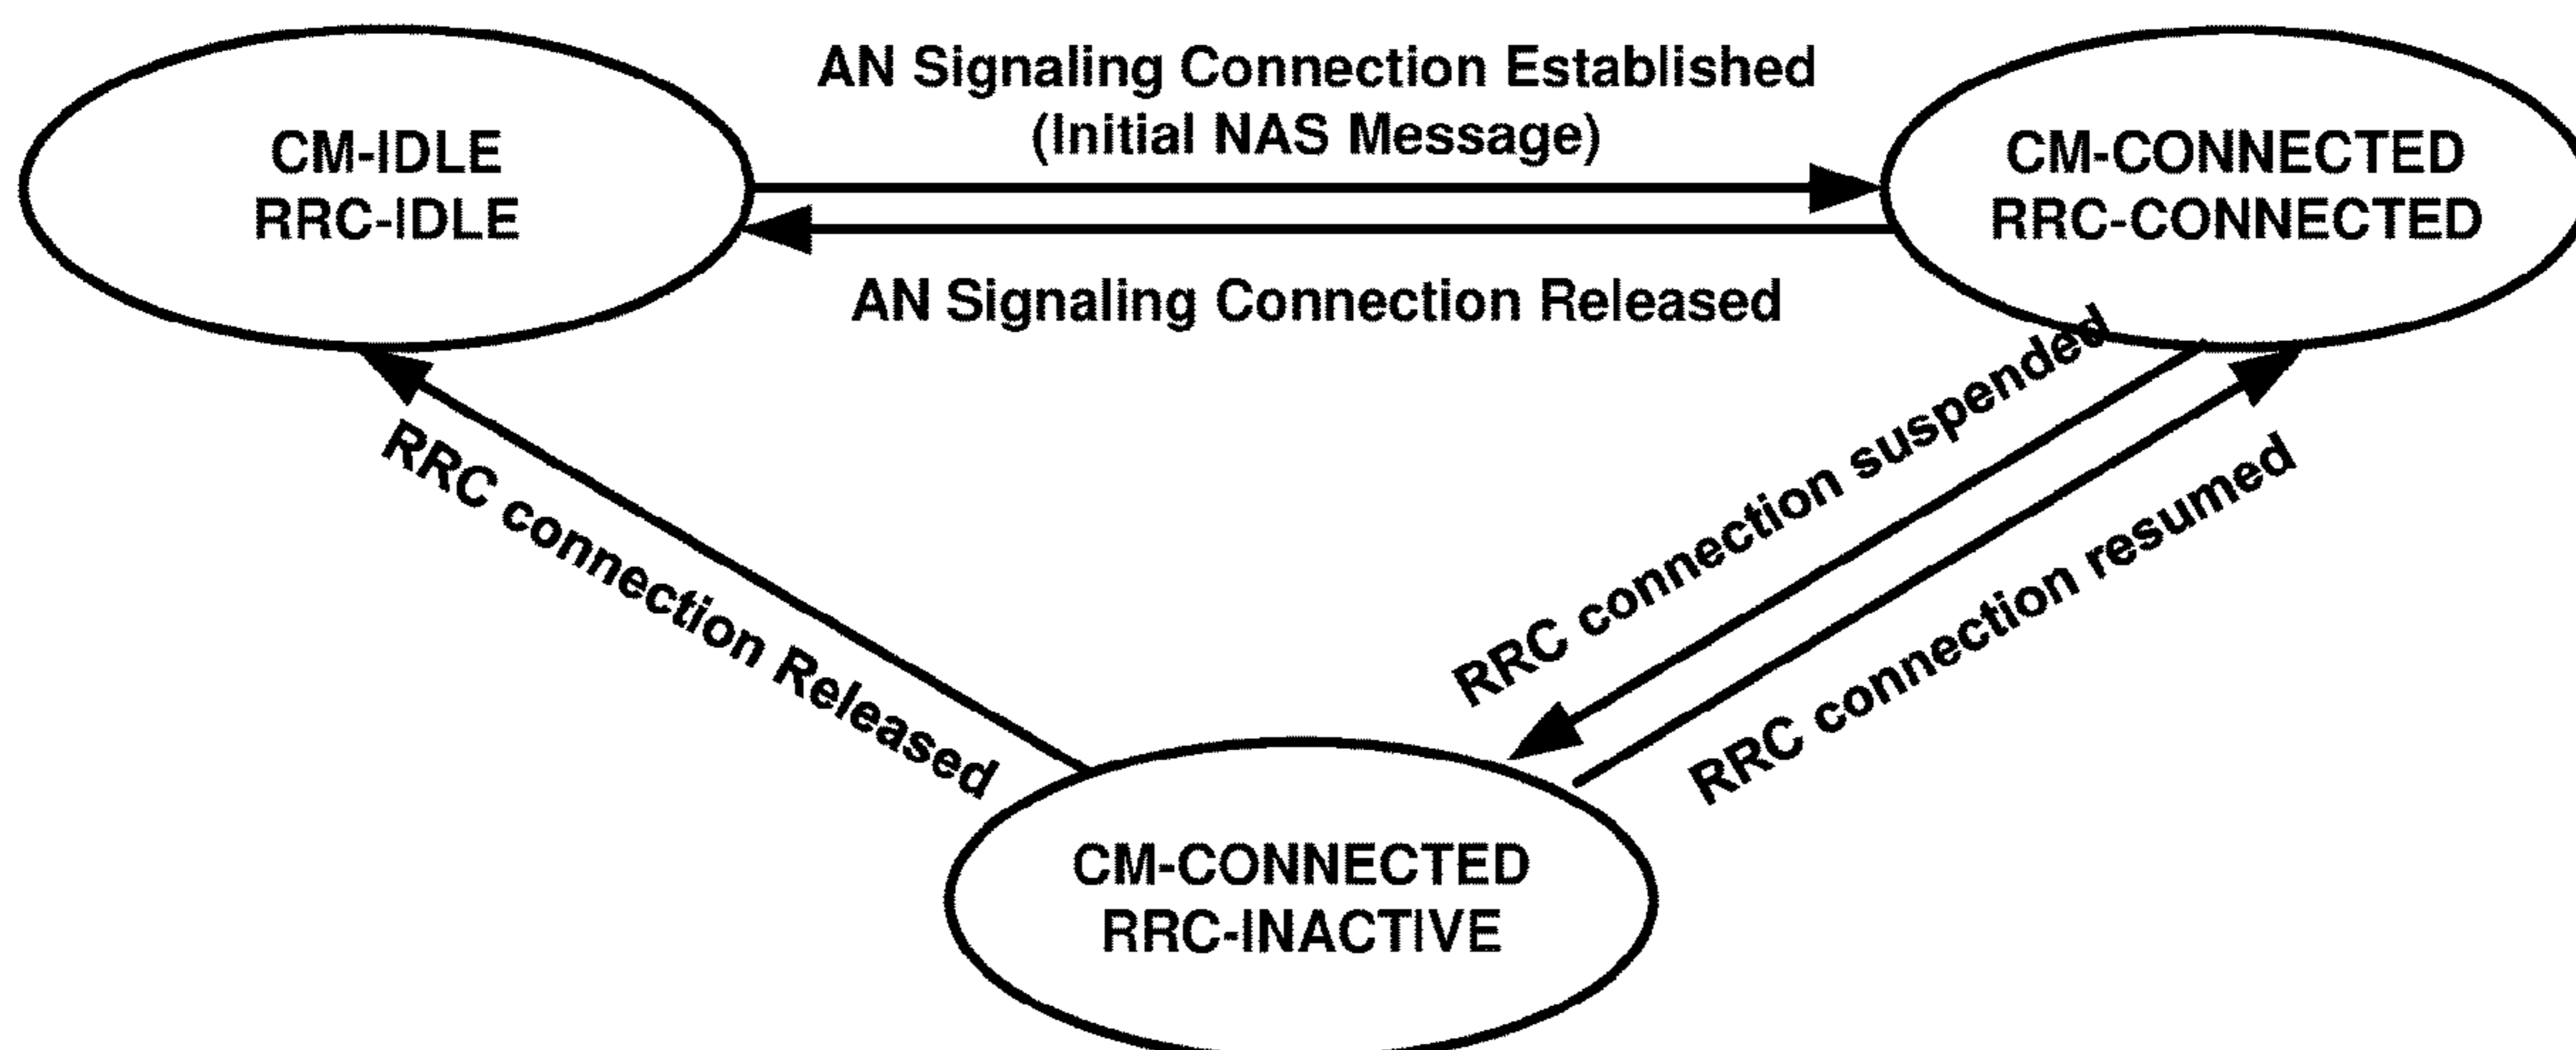 AN Signaling Connection Established
(Initial NAS Message)
CM-IDLE
RRC-IDLE
CM-CONNECTED
RRC-CONNECTED
AN Signaling Connection Released
RRC connection suspended
RRC connection resumed
RRC connection Released
CM-CONNECTED
RRC-INACTIVE